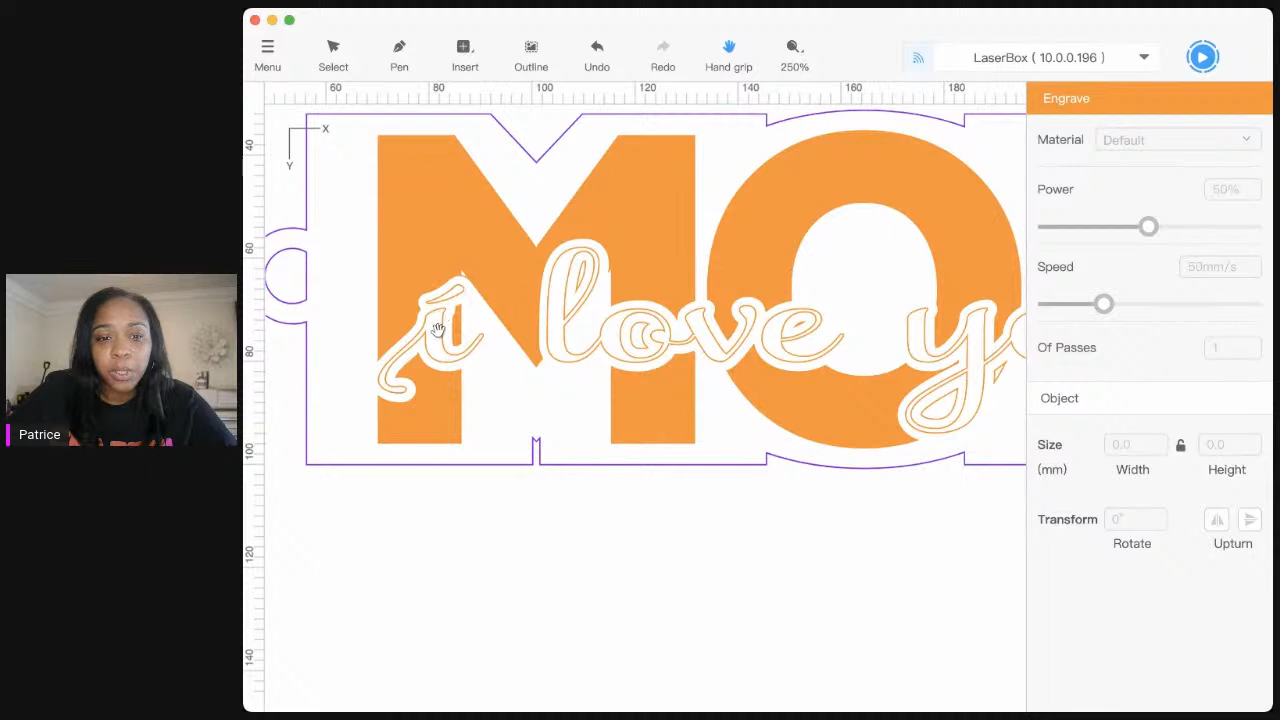 Menu Select Pen Insert Outline Undo Redo Hand grip 250%
LaserBox ( 10.0.0.196 )
60 80 100 120 140 160 180
X
Y
40
60
80
100
120
140
MO
i love yo
Engrave
Material Default
Power 50%
Speed 50mm/s
Of Passes 1
Object
Size 0.0 0.0
(mm) Width Height
Transform 0°
Rotate Upturn
Patrice